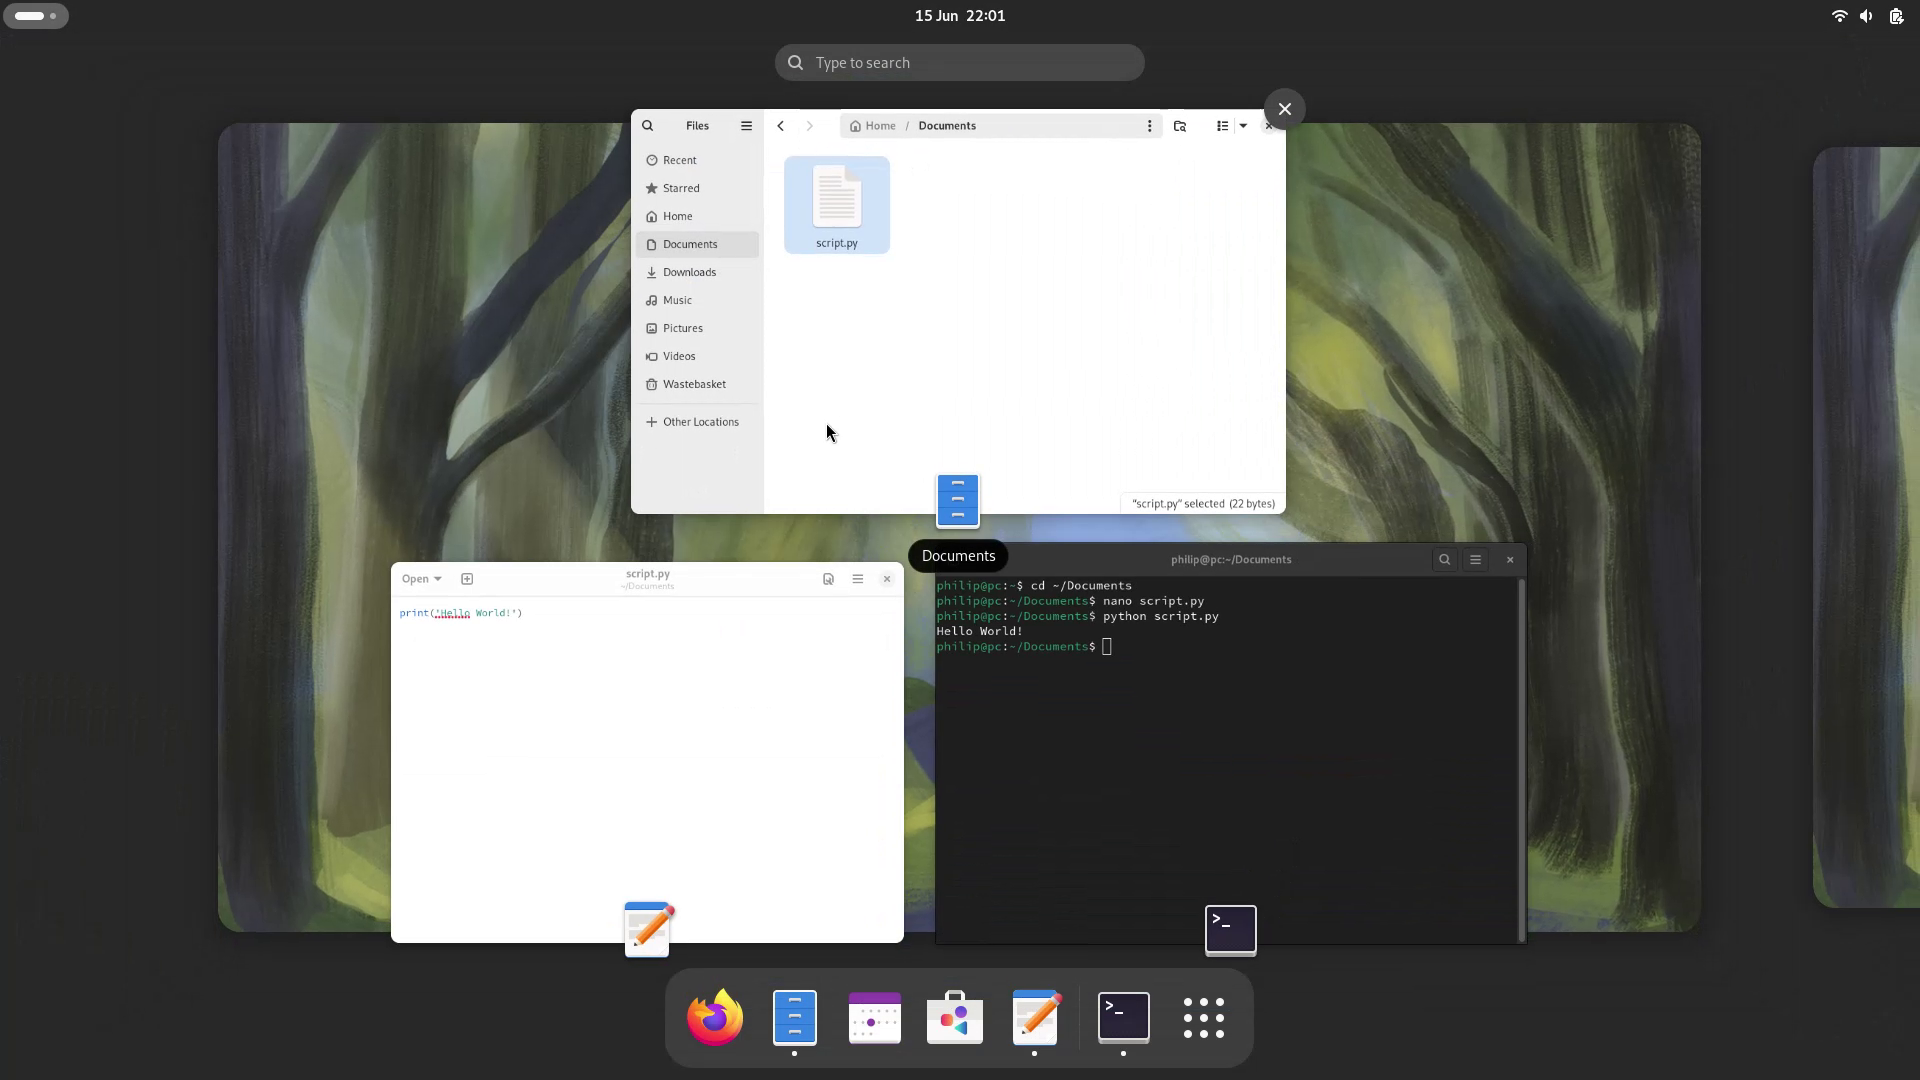 15 Jun 22:01
Type to search
Files
Home / Documents
Recent
Starred
Home
Documents
Downloads
Music
Pictures
Videos
Wastebasket
Other Locations
script.py
"script.py" selected (22 bytes)
Documents
Open
script.py
~/Documents
print('Hello World!')
philip@pc:~/Documents
philip@pc:~$ cd ~/Documents
philip@pc:~/Documents$ nano script.py
philip@pc:~/Documents$ python script.py
Hello World!
philip@pc:~/Documents$